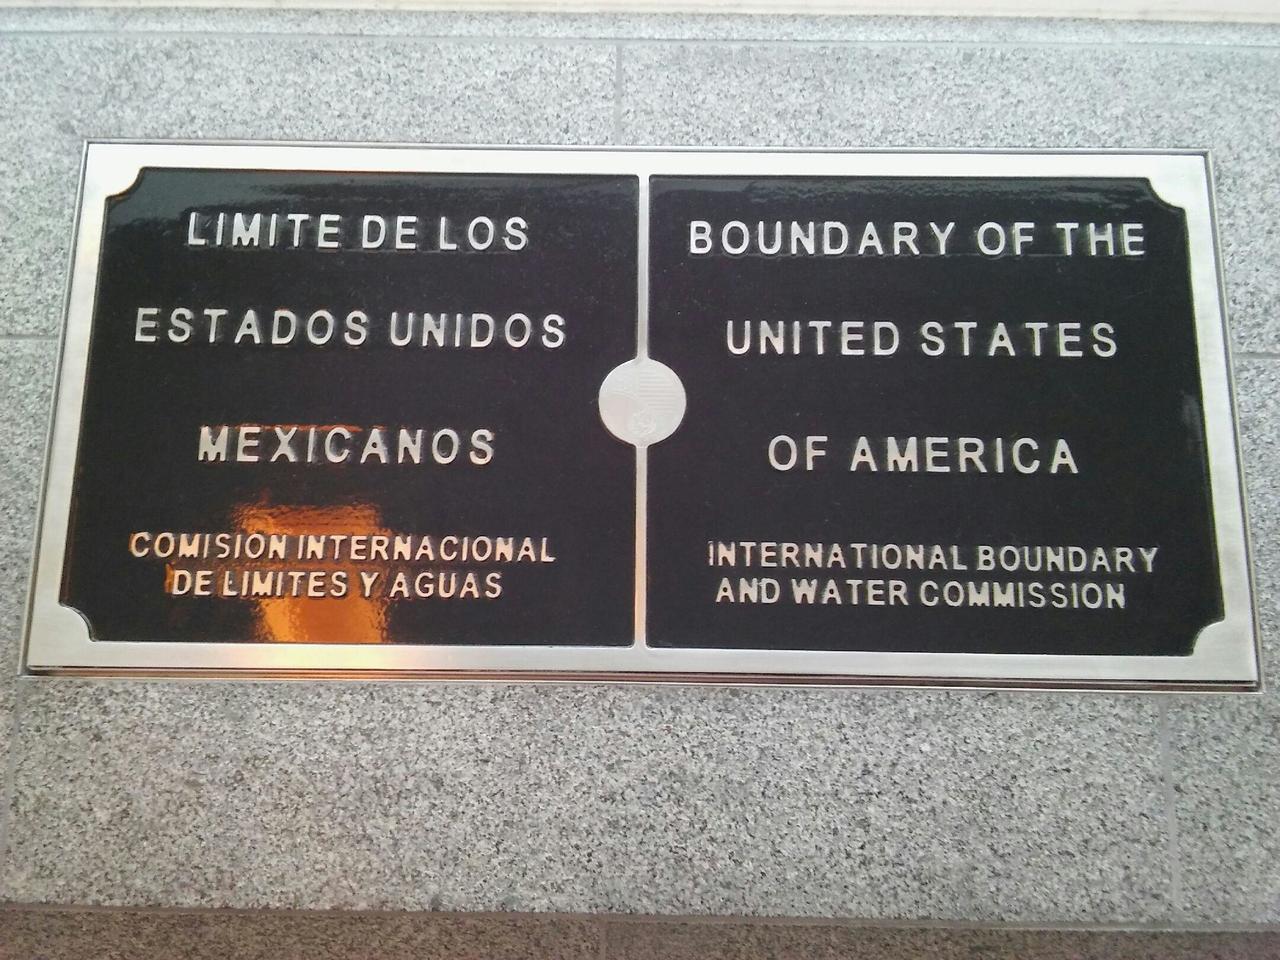 LIMITE DE LOS
ESTADOS UNIDOS
MEXICANOS
COMISION INTERNACIONAL
DE LIMITES Y AGUAS
BOUNDARY OF THE
UNITED STATES
OF AMERICA
INTERNATIONAL BOUNDARY
AND WATER COMMISSION